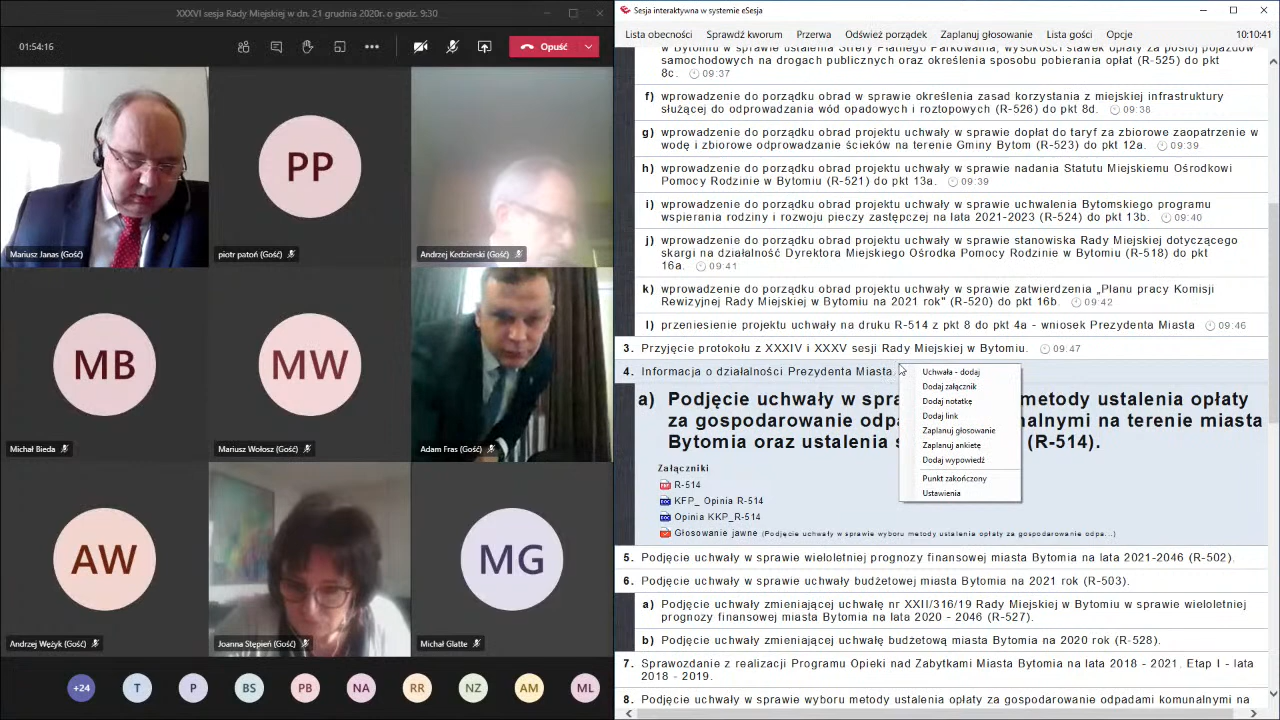 XXXVI sesja Rady Miejskiej w dn. 21 grudnia 2020r. o godz. 9:30
01:54:16
Opuść
Mariusz Janas (Gość)
PP
piotr patoń (Gość)
Andrzej Kedzierski (Gość)
MB
Michał Bieda (Gość)
MW
Mariusz Wołosz (Gość)
Adam Fras (Gość)
AW
Andrzej Wężyk (Gość)
Joanna Stępień (Gość)
MG
Michał Glatte (Gość)
+24
T
P
BS
PB
NA
RR
NZ
AM
ML
Sesja interaktywna w systemie eSesja
Lista obecności Sprawdź kworum Przerwa Odśwież porządek Zaplanuj głosowanie Lista gości Opcje 10:10:41
w Bytomiu w sprawie ustalenia Strefy Płatnego Parkowania, wysokości stawek opłaty za postój pojazdów
samochodowych na drogach publicznych oraz określenia sposobu pobierania opłat (R-525) do pkt
8c. 09:37
f) wprowadzenie do porządku obrad w sprawie określenia zasad korzystania z miejskiej infrastruktury
służącej do odprowadzania wód opadowych i roztopowych (R-526) do pkt 8d. 09:38
g) wprowadzenie do porządku obrad projektu uchwały w sprawie dopłat do taryf za zbiorowe zaopatrzenie w
wodę i zbiorowe odprowadzanie ścieków na terenie Gminy Bytom (R-523) do pkt 12a. 09:39
h) wprowadzenie do porządku obrad projektu uchwały w sprawie nadania Statutu Miejskiemu Ośrodkowi
Pomocy Rodzinie w Bytomiu (R-521) do pkt 13a. 09:39
i) wprowadzenie do porządku obrad projektu uchwały w sprawie uchwalenia Bytomskiego programu
wspierania rodziny i rozwoju pieczy zastępczej na lata 2021-2023 (R-524) do pkt 13b. 09:40
j) wprowadzenie do porządku obrad projektu uchwały w sprawie stanowiska Rady Miejskiej dotyczącego
skargi na działalność Dyrektora Miejskiego Ośrodka Pomocy Rodzinie w Bytomiu (R-518) do pkt
16a. 09:41
k) wprowadzenie do porządku obrad projektu uchwały w sprawie zatwierdzenia „Planu pracy Komisji
Rewizyjnej Rady Miejskiej w Bytomiu na 2021 rok" (R-520) do pkt 16b. 09:42
l) przeniesienie projektu uchwały na druku R-514 z pkt 8 do pkt 4a - wniosek Prezydenta Miasta 09:46
3. Przyjęcie protokołu z XXXIV i XXXV sesji Rady Miejskiej w Bytomiu. 09:47
4. Informacja o działalności Prezydenta Miasta
a) Podjęcie uchwały w spra metody ustalenia opłaty
za gospodarowanie odpa nalnymi na terenie miasta
Bytomia oraz ustalenia s (R-514).
Uchwała - dodaj
Dodaj załącznik
Dodaj notatkę
Dodaj link
Zaplanuj głosowanie
Zaplanuj ankietę
Dodaj wypowiedź
Punkt zakończony
Ustawienia
Załączniki
R-514
KFP_ Opinia R-514
Opinia KKP_R-514
Głosowanie jawne (Podjęcie uchwały w sprawie wyboru metody ustalenia opłaty za gospodarowanie odpa...)
5. Podjęcie uchwały w sprawie wieloletniej prognozy finansowej miasta Bytomia na lata 2021-2046 (R-502).
6. Podjęcie uchwały w sprawie uchwały budżetowej miasta Bytomia na 2021 rok (R-503).
a) Podjęcie uchwały zmieniającej uchwałę nr XXII/316/19 Rady Miejskiej w Bytomiu w sprawie wieloletniej
prognozy finansowej miasta Bytomia na lata 2020 - 2046 (R-527).
b) Podjęcie uchwały zmieniającej uchwałę budżetową miasta Bytomia na 2020 rok (R-528).
7. Sprawozdanie z realizacji Programu Opieki nad Zabytkami Miasta Bytomia na lata 2018 - 2021. Etap I - lata
2018 - 2019.
8. Podjęcie uchwały w sprawie wyboru metody ustalenia opłaty za gospodarowanie odpadami komunalnymi na